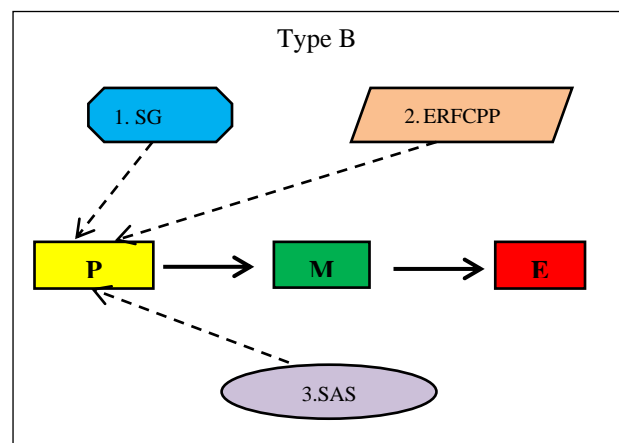 Type B
1. SG
2. ERFCPP
P
M
E
3.SAS